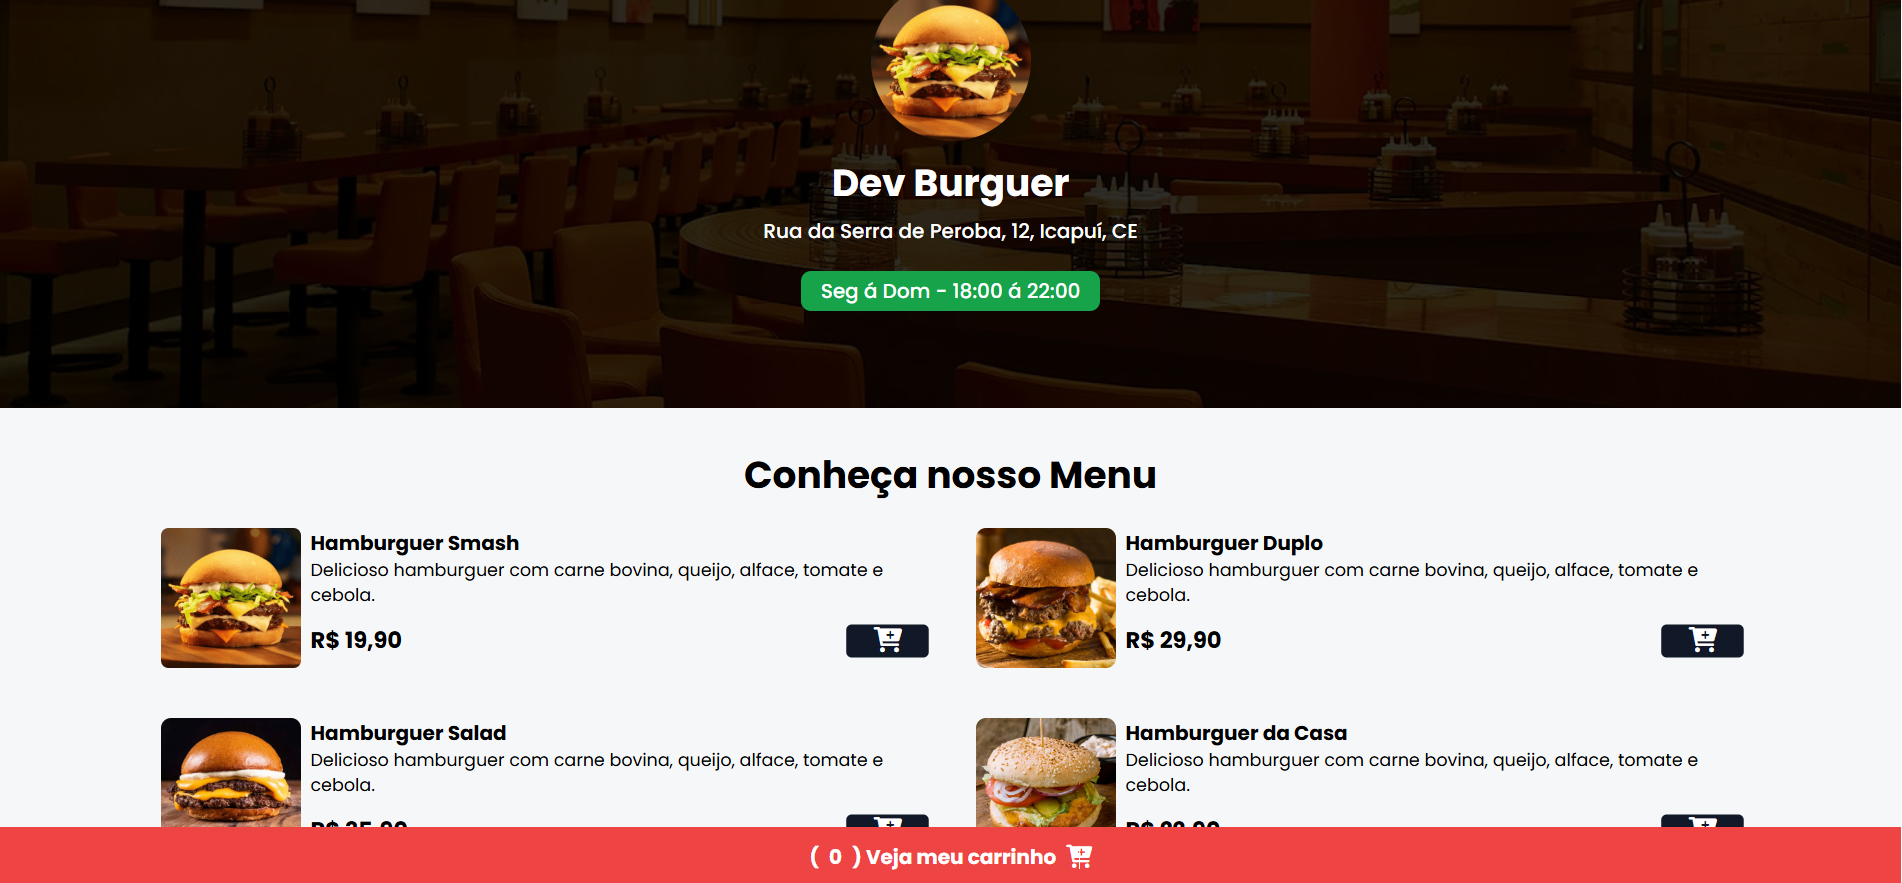 Dev Burguer
Rua da Serra de Peroba, 12, Icapuí, CE
Seg á Dom - 18:00 á 22:00
Conheça nosso Menu
Hamburguer Smash
Delicioso hamburguer com carne bovina, queijo, alface, tomate e
cebola.
R$ 19,90
Hamburguer Duplo
Delicioso hamburguer com carne bovina, queijo, alface, tomate e
cebola.
R$ 29,90
Hamburguer Salad
Delicioso hamburguer com carne bovina, queijo, alface, tomate e
cebola.
Hamburguer da Casa
Delicioso hamburguer com carne bovina, queijo, alface, tomate e
cebola.
( 0 ) Veja meu carrinho